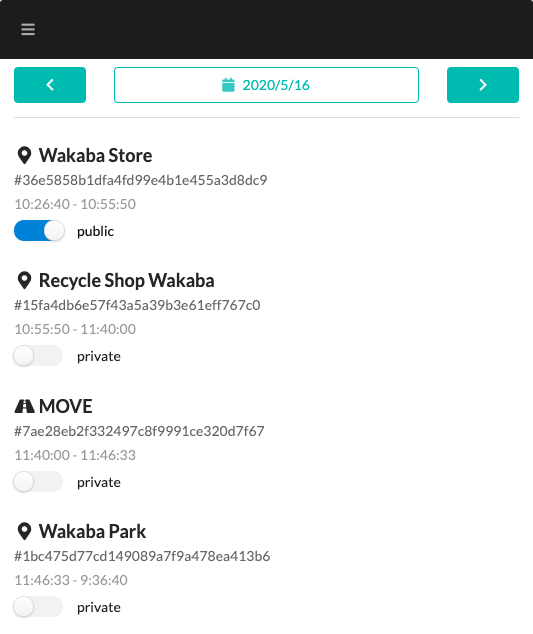 2020/5/16
Wakaba Store
#36e5858b1dfa4fd99e4b1e455a3d8dc9
10:26:40 - 10:55:50
public
Recycle Shop Wakaba
#15fa4db6e57f43a5a39b3e61eff767c0
10:55:50 - 11:40:00
private
MOVE
#7ae28eb2f332497c8f9991ce320d7f67
11:40:00 - 11:46:33
private
Wakaba Park
#1bc475d77cd149089a7f9a478ea413b6
11:46:33 - 9:36:40
private